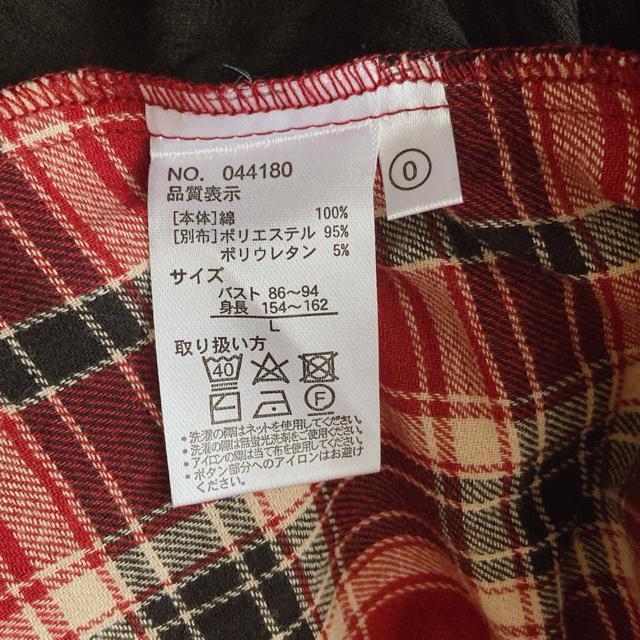 NO. 044180
品質表示
[本体]綿 100%
[別布]ポリエステル 95%
ポリウレタン 5%
サイズ
バスト 86〜94
身長 154〜162
L
取り扱い方
40
F
・洗濯の際はネットを使用してください。
・洗濯の際は無蛍光洗剤をご使用ください。
・アイロンの際は当て布を使用してください。
・ボタン部分へのアイロンはお避け
ください。
0